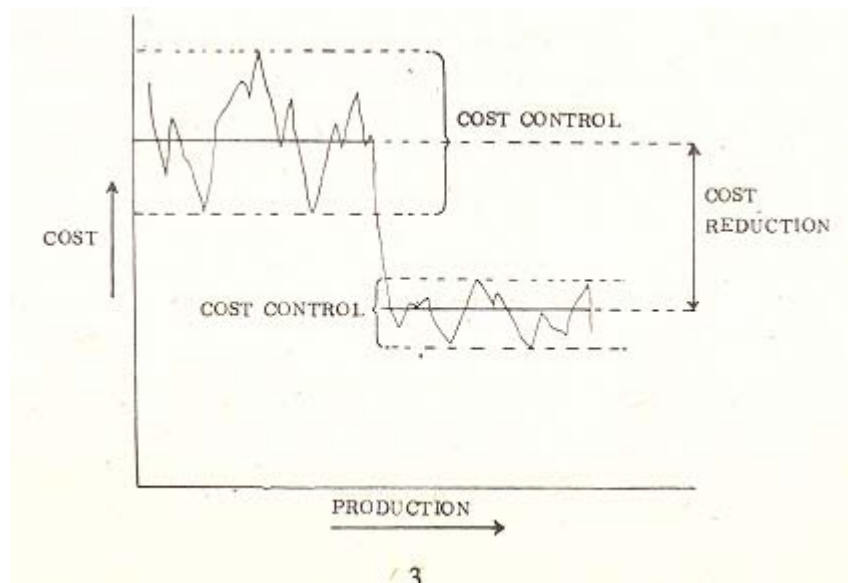 COST CONTROL
COST
REDUCTION
COST
COST CONTROL
PRODUCTION
3